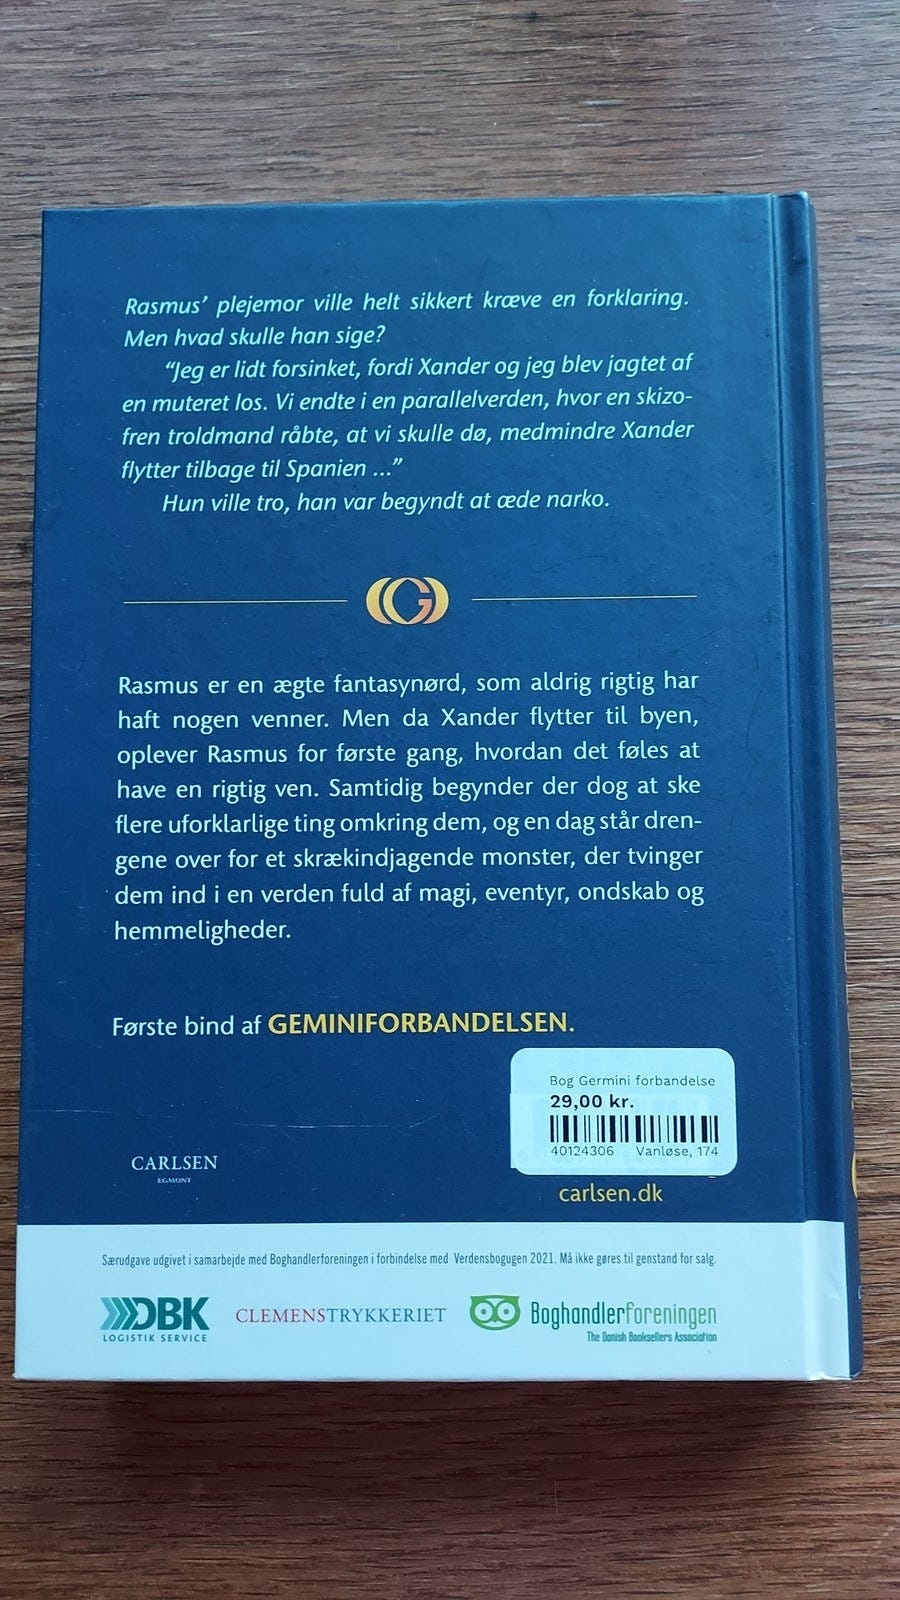 Rasmus’ plejemor ville helt sikkert kræve en forklaring.
Men hvad skulle han sige?
“Jeg er lidt forsinket, fordi Xander og jeg blev jagtet af
en muteret los. Vi endte i en parallelverden, hvor en skizo-
fren troldmand råbte, at vi skulle dø, medmindre Xander
flytter tilbage til Spanien ...”
Hun ville tro, han var begyndt at æde narko.
G
Rasmus er en ægte fantasynørd, som aldrig rigtig har
haft nogen venner. Men da Xander flytter til byen,
oplever Rasmus for første gang, hvordan det føles at
have en rigtig ven. Samtidig begynder der dog at ske
flere uforklarlige ting omkring dem, og en dag står dren-
gene over for et skrækindjagende monster, der tvinger
dem ind i en verden fuld af magi, eventyr, ondskab og
hemmeligheder.
Første bind af GEMINIFORBANDELSEN.
Bog Germini forbandelse
29,00 kr.
40124306 Vanløse, 174
CARLSEN
EGMONT
carlsen.dk
Særudgave udgivet i samarbejde med Boghandlerforeningen i forbindelse med Verdensbogugen 2021. Må ikke gøres til genstand for salg.
DBK
LOGISTIK SERVICE
CLEMENSTRYKKERIET
Boghandlerforeningen
The Danish Booksellers Association